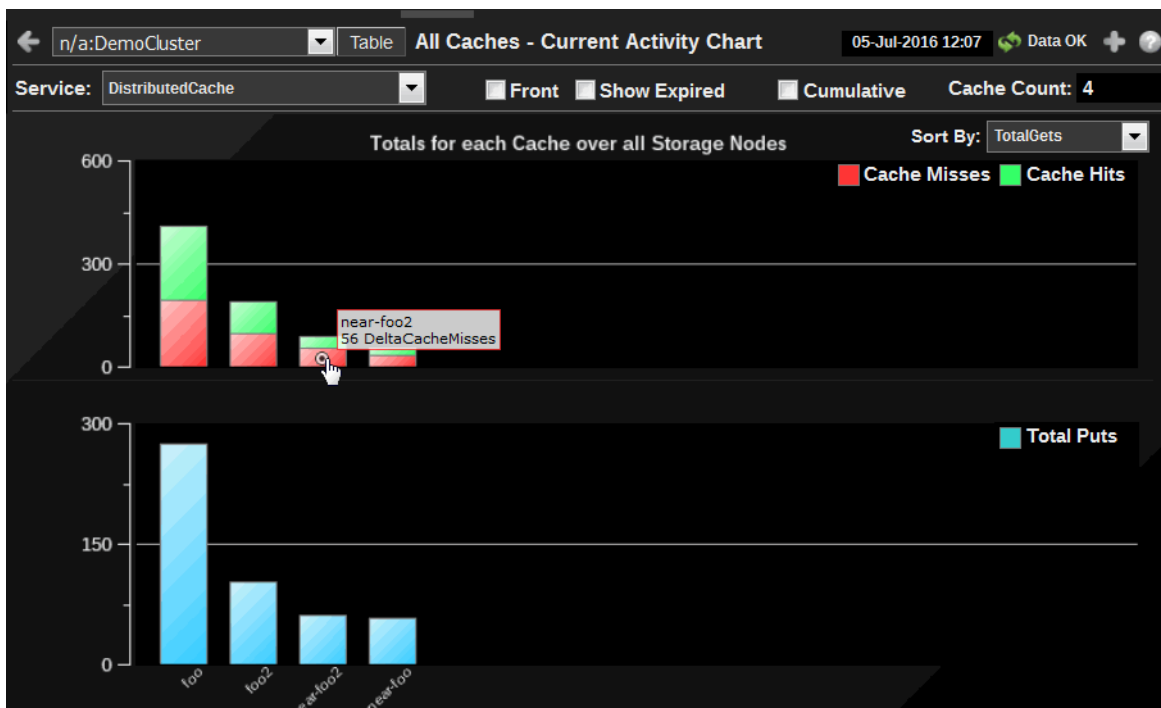 n/a:DemoCluster Table All Caches - Current Activity Chart 05-Jul-2016 12:07 Data OK + ?
Service: DistributedCache Front Show Expired Cumulative Cache Count: 4
Totals for each Cache over all Storage Nodes Sort By: TotalGets
Cache Misses Cache Hits
600
300
near-foo2
56 DeltaCacheMisses
0
Total Puts
300
150
0
foo foo2 ear-foo2 near-foo